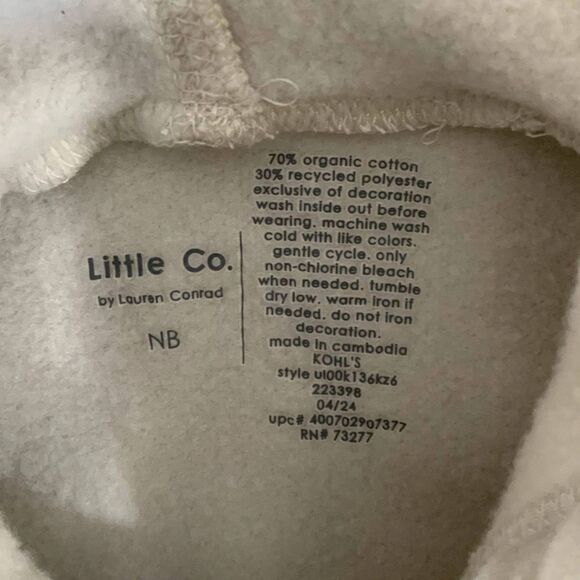 Little Co.
by Lauren Conrad
NB
70% organic cotton
30% recycled polyester
exclusive of decoration
wash inside out before
wearing. machine wash
cold with like colors.
gentle cycle. only
non-chlorine bleach
when needed. tumble
dry low. warm iron if
needed. do not iron
decoration.
made in cambodia
KOHL'S
style ul00k136kz6
223398
04/24
upc# 400702907377
RN# 73277